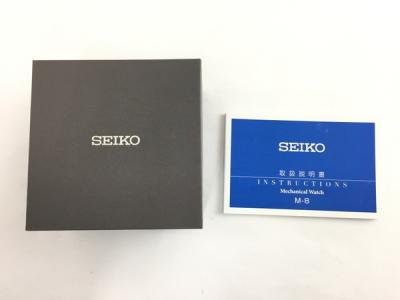 SEIKO
SEIKO
取扱説明書
INSTRUCTIONS
Mechanical Watch
M-8